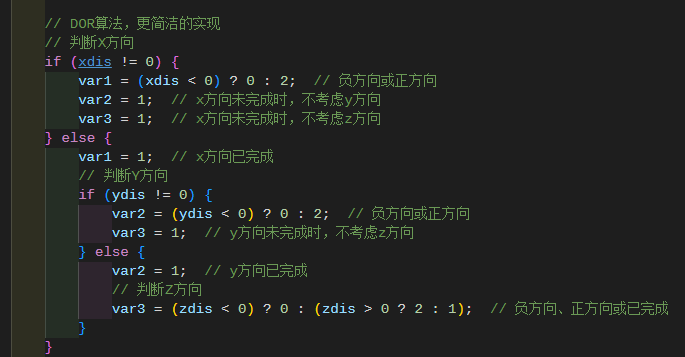 // DOR算法，更简洁的实现
// 判断X方向
if (xdis != 0) {
    var1 = (xdis < 0) ? 0 : 2;  // 负方向或正方向
    var2 = 1;  // x方向未完成时，不考虑y方向
    var3 = 1;  // x方向未完成时，不考虑z方向
} else {
    var1 = 1;  // x方向已完成
    // 判断Y方向
    if (ydis != 0) {
        var2 = (ydis < 0) ? 0 : 2;  // 负方向或正方向
        var3 = 1;  // y方向未完成时，不考虑z方向
    } else {
        var2 = 1;  // y方向已完成
        // 判断Z方向
        var3 = (zdis < 0) ? 0 : (zdis > 0 ? 2 : 1);  // 负方向、正方向或已完成
    }
}